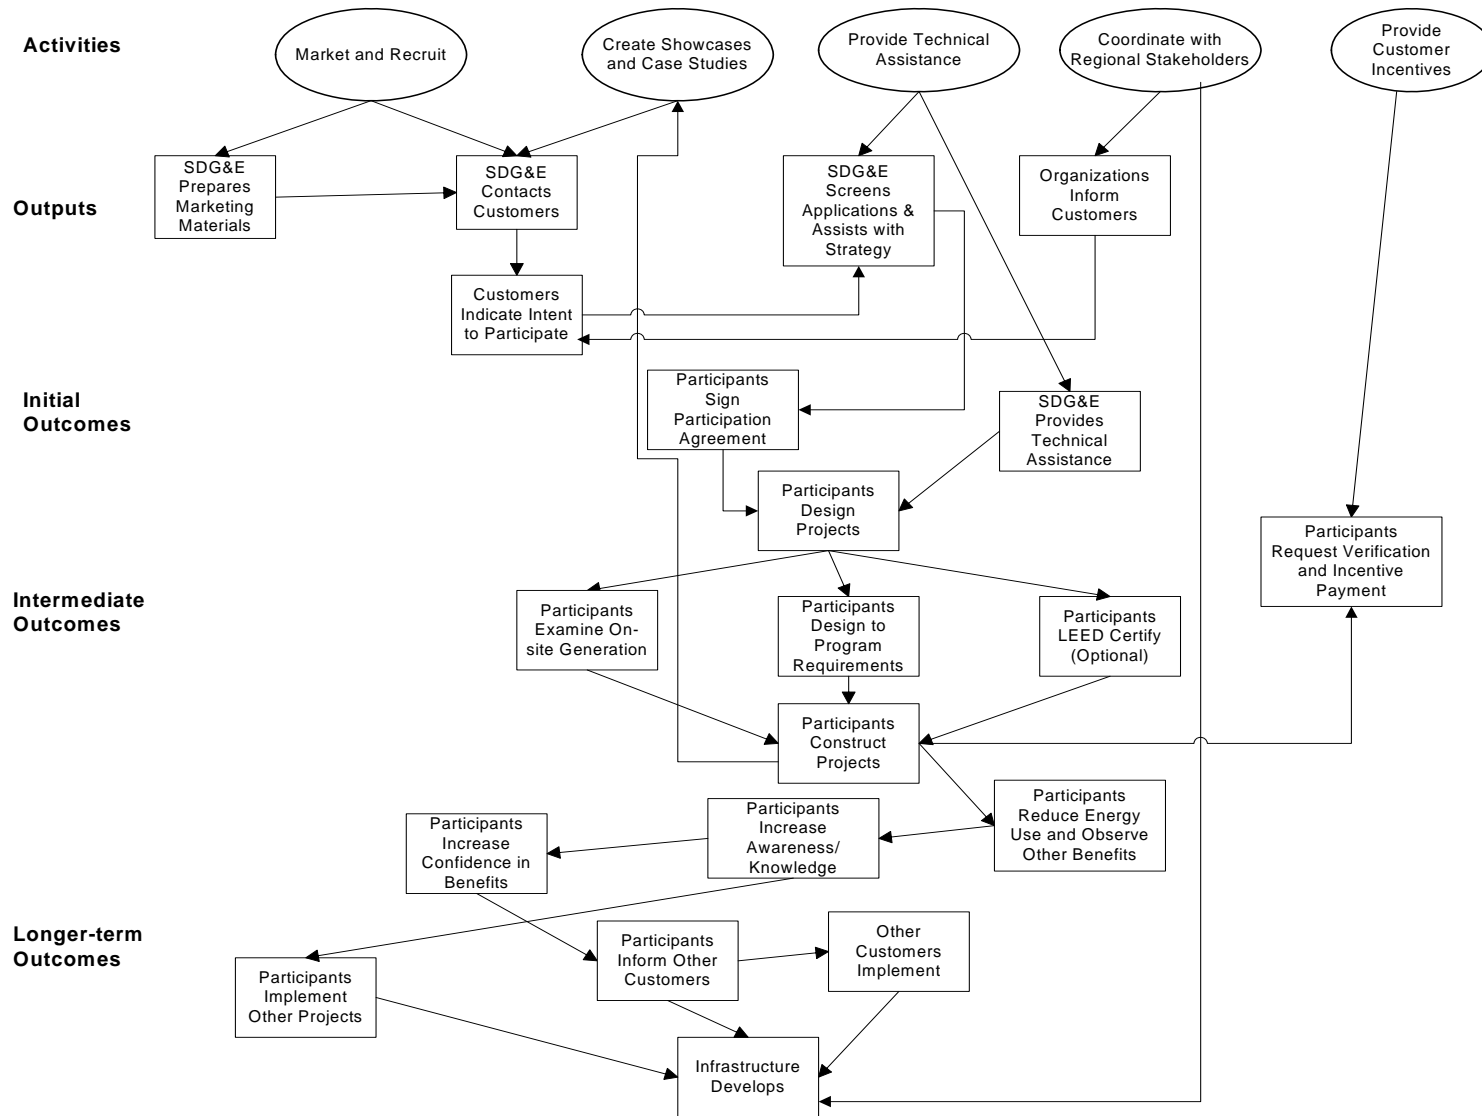 Activities
Market and Recruit
Create Showcases
and Case Studies
Provide Technical
Assistance
Coordinate with
Regional Stakeholders
Provide
Customer
Incentives
Outputs
SDG&E
Prepares
Marketing
Materials
SDG&E
Contacts
Customers
SDG&E
Screens
Applications &
Assists with
Strategy
Organizations
Inform
Customers
Customers
Indicate Intent
to Participate
Initial
Outcomes
Participants
Sign
Participation
Agreement
SDG&E
Provides
Technical
Assistance
Participants
Design
Projects
Participants
Request Verification
and Incentive
Payment
Intermediate
Outcomes
Participants
Examine On-
site Generation
Participants
Design to
Program
Requirements
Participants
LEED Certify
(Optional)
Participants
Construct
Projects
Participants
Increase
Confidence in
Benefits
Participants
Increase
Awareness/
Knowledge
Participants
Reduce Energy
Use and Observe
Other Benefits
Longer-term
Outcomes
Participants
Implement
Other Projects
Participants
Inform Other
Customers
Other
Customers
Implement
Infrastructure
Develops